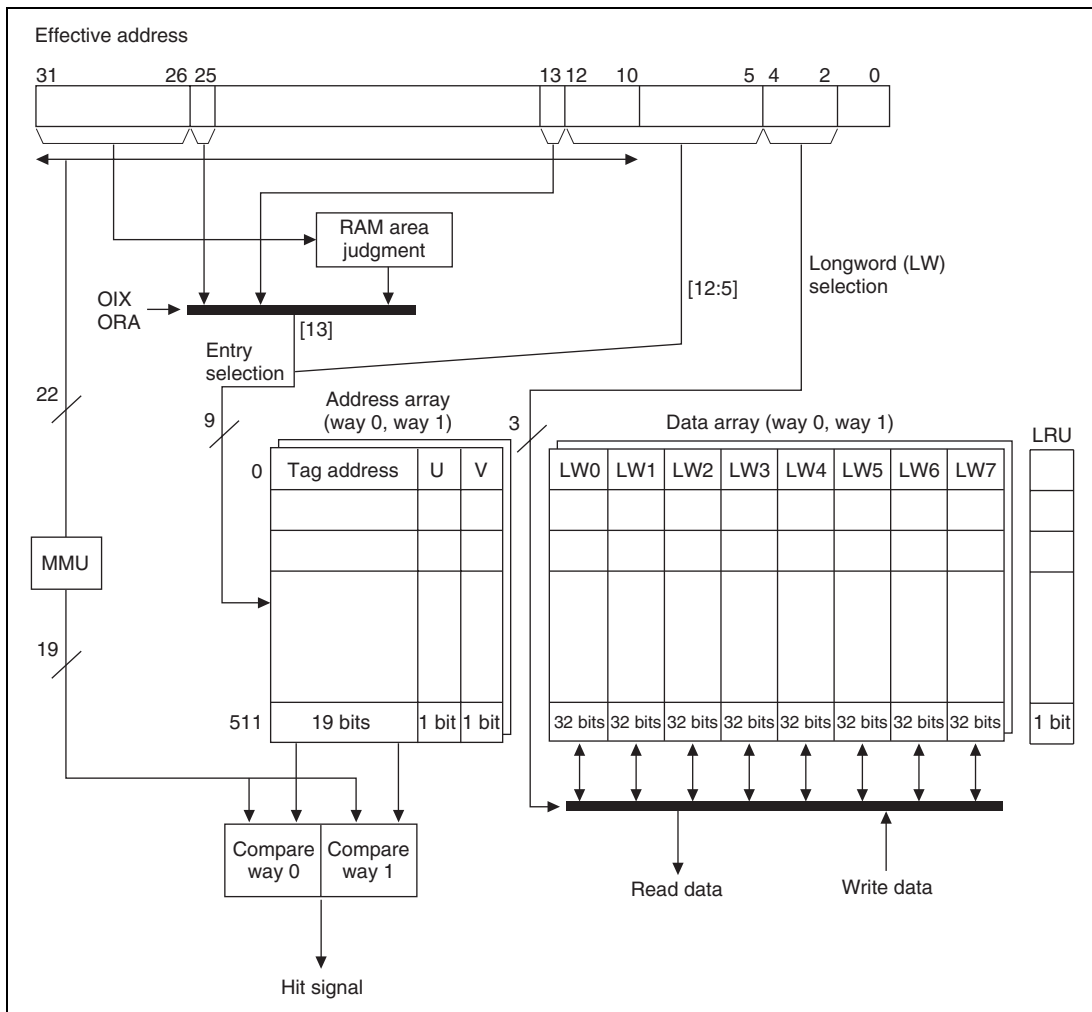 Effective address
31 26 25 13 12 10 5 4 2 0
RAM area
judgment
Longword (LW)
selection
OIX
ORA
[12:5]
[13]
Entry
selection
22
9
Address array
(way 0, way 1)
3
Data array (way 0, way 1)
LRU
0 Tag address U V
LW0 LW1 LW2 LW3 LW4 LW5 LW6 LW7
MMU
19
511 19 bits 1 bit 1 bit
32 bits 32 bits 32 bits 32 bits 32 bits 32 bits 32 bits 32 bits
1 bit
Compare
way 0
Compare
way 1
Read data
Write data
Hit signal